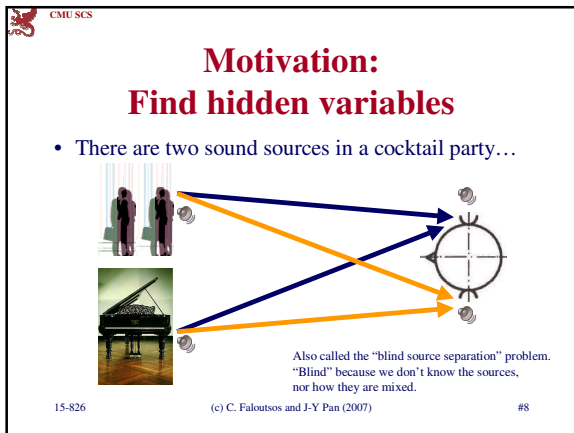 CMU SCS
Motivation:
Find hidden variables
• There are two sound sources in a cocktail party…
Also called the “blind source separation” problem.
“Blind” because we don’t know the sources,
nor how they are mixed.
15-826 (c) C. Faloutsos and J-Y Pan (2007) #8